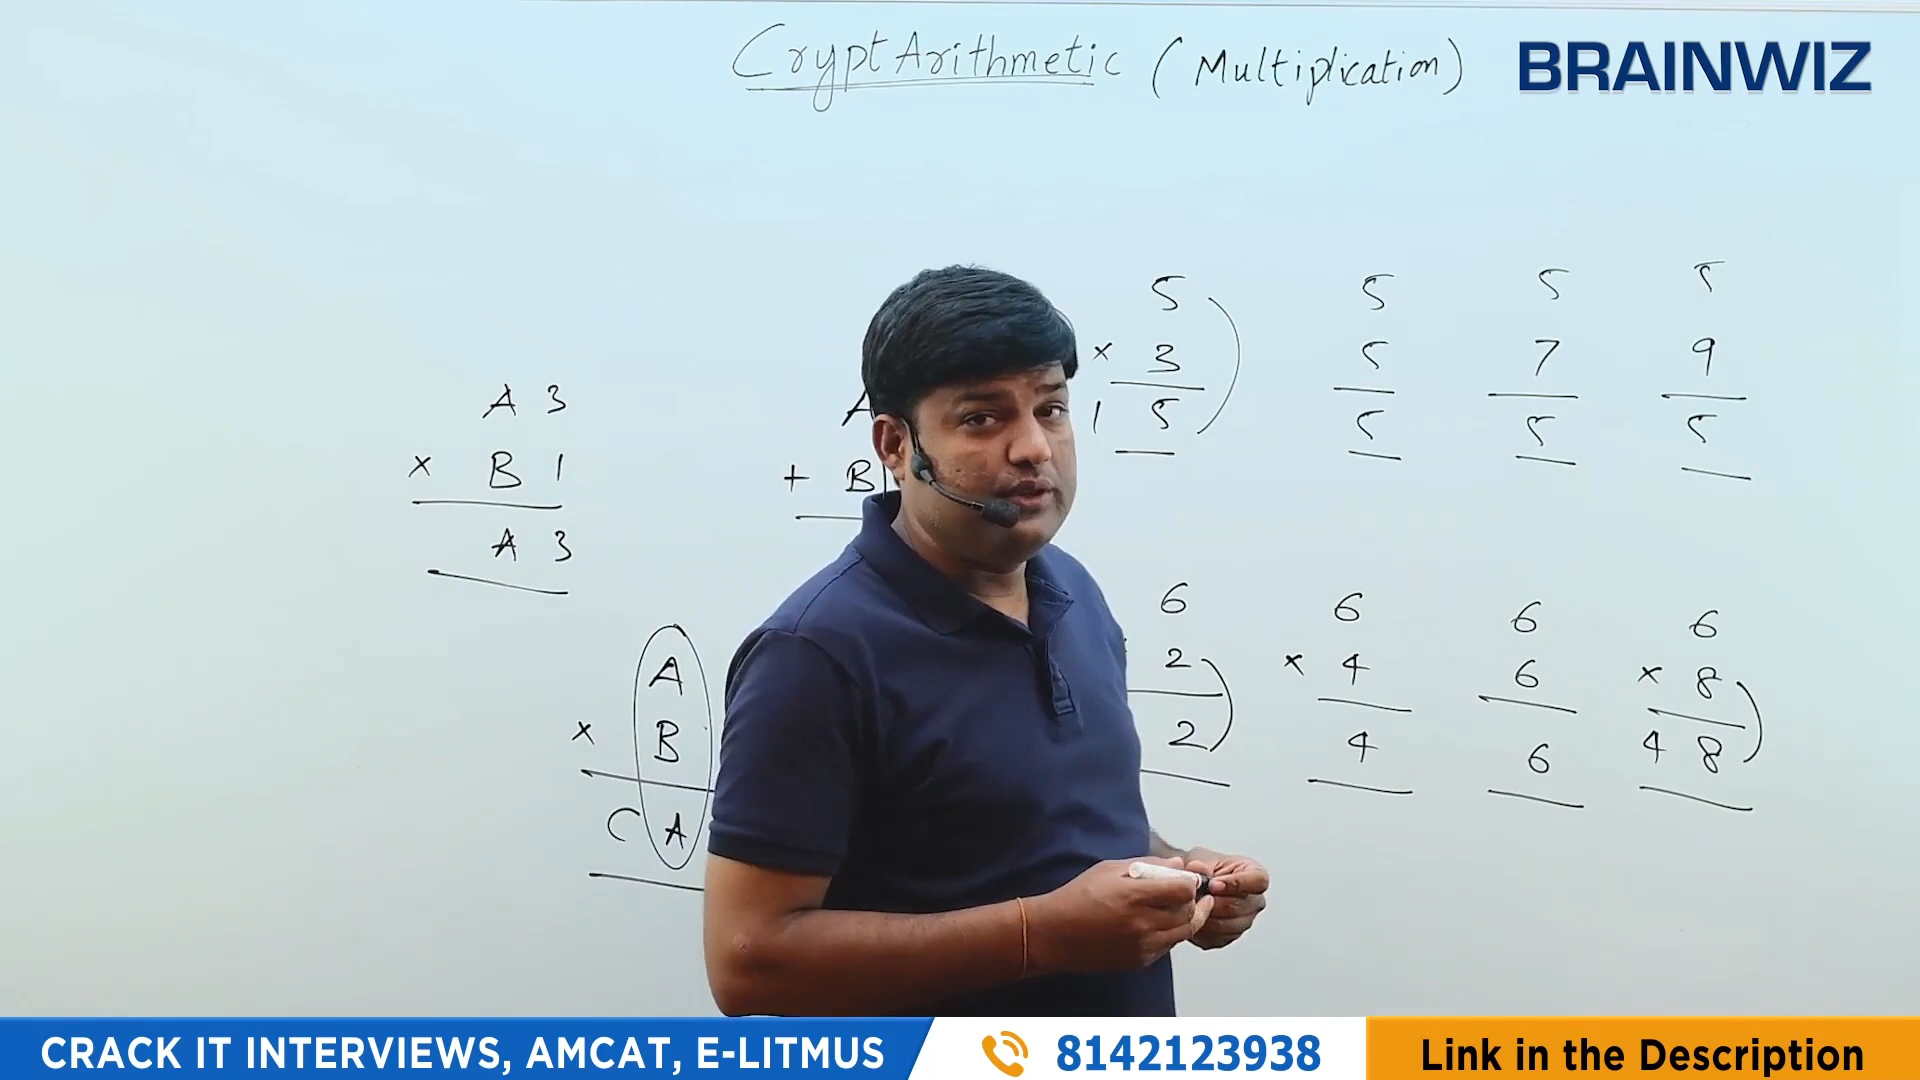 CryptArithmetic (Multiplication)
BRAINWIZ
A 3
× B 1
A 3
A
+ B
5
× 3
1 5
5
5
5
5
7
5
5
9
5
A
× B
C A
6
2
2
6
× 4
4
6
6
6
6
× 8
4 8
CRACK IT INTERVIEWS, AMCAT, E-LITMUS
8142123938
Link in the Description